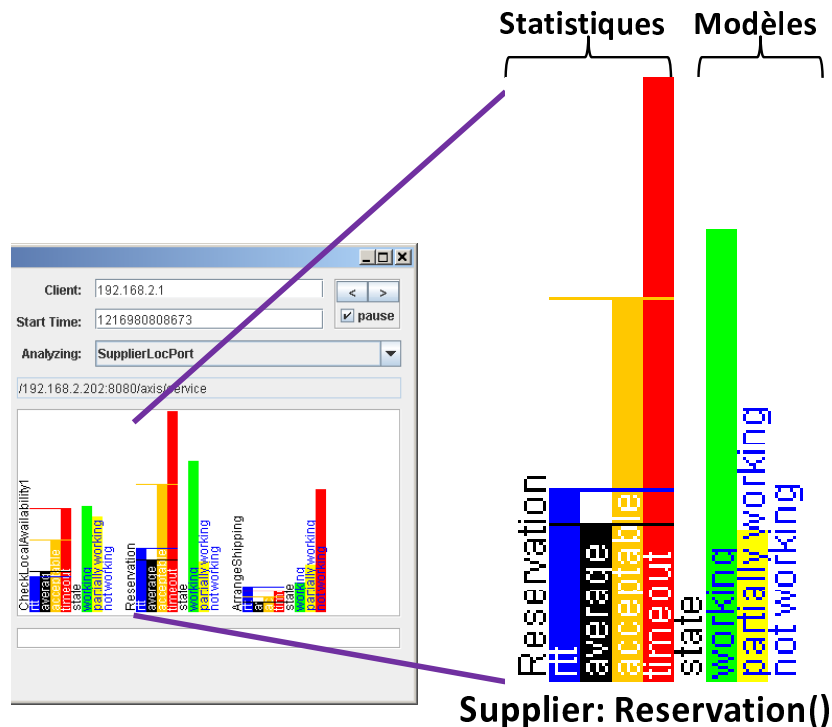 Statistiques Modèles
Client: 192.168.2.1 < >
Start Time: 1216980808673 pause
Analyzing: SupplierLocPort
/192.168.2.202:8080/axis/service
CheckLocalAvailability1
rtt
average
acceptable
timeout
state
working
partially working
not working
Reservation
rtt
average
acceptable
timeout
state
working
partially working
not working
ArrangeShipping
state
working
partially working
not working
Reservation
rtt
average
acceptable
timeout
state
working
partially working
not working
Supplier: Reservation()